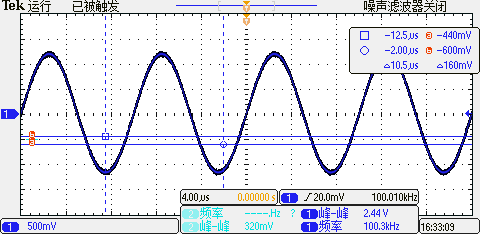 Tek 运行 已被触发 噪声滤波器关闭
-12.5µs -440mV
-2.00µs -600mV
△10.5µs △160mV
1
4.00µs 0.00000 s 1 20.0mV 100.010kHz
2 频率 ----.-- Hz ? 1 峰-峰 2.44 V
1 500mV 2 峰-峰 320mV 1 频率 100.3kHz 16:33:09